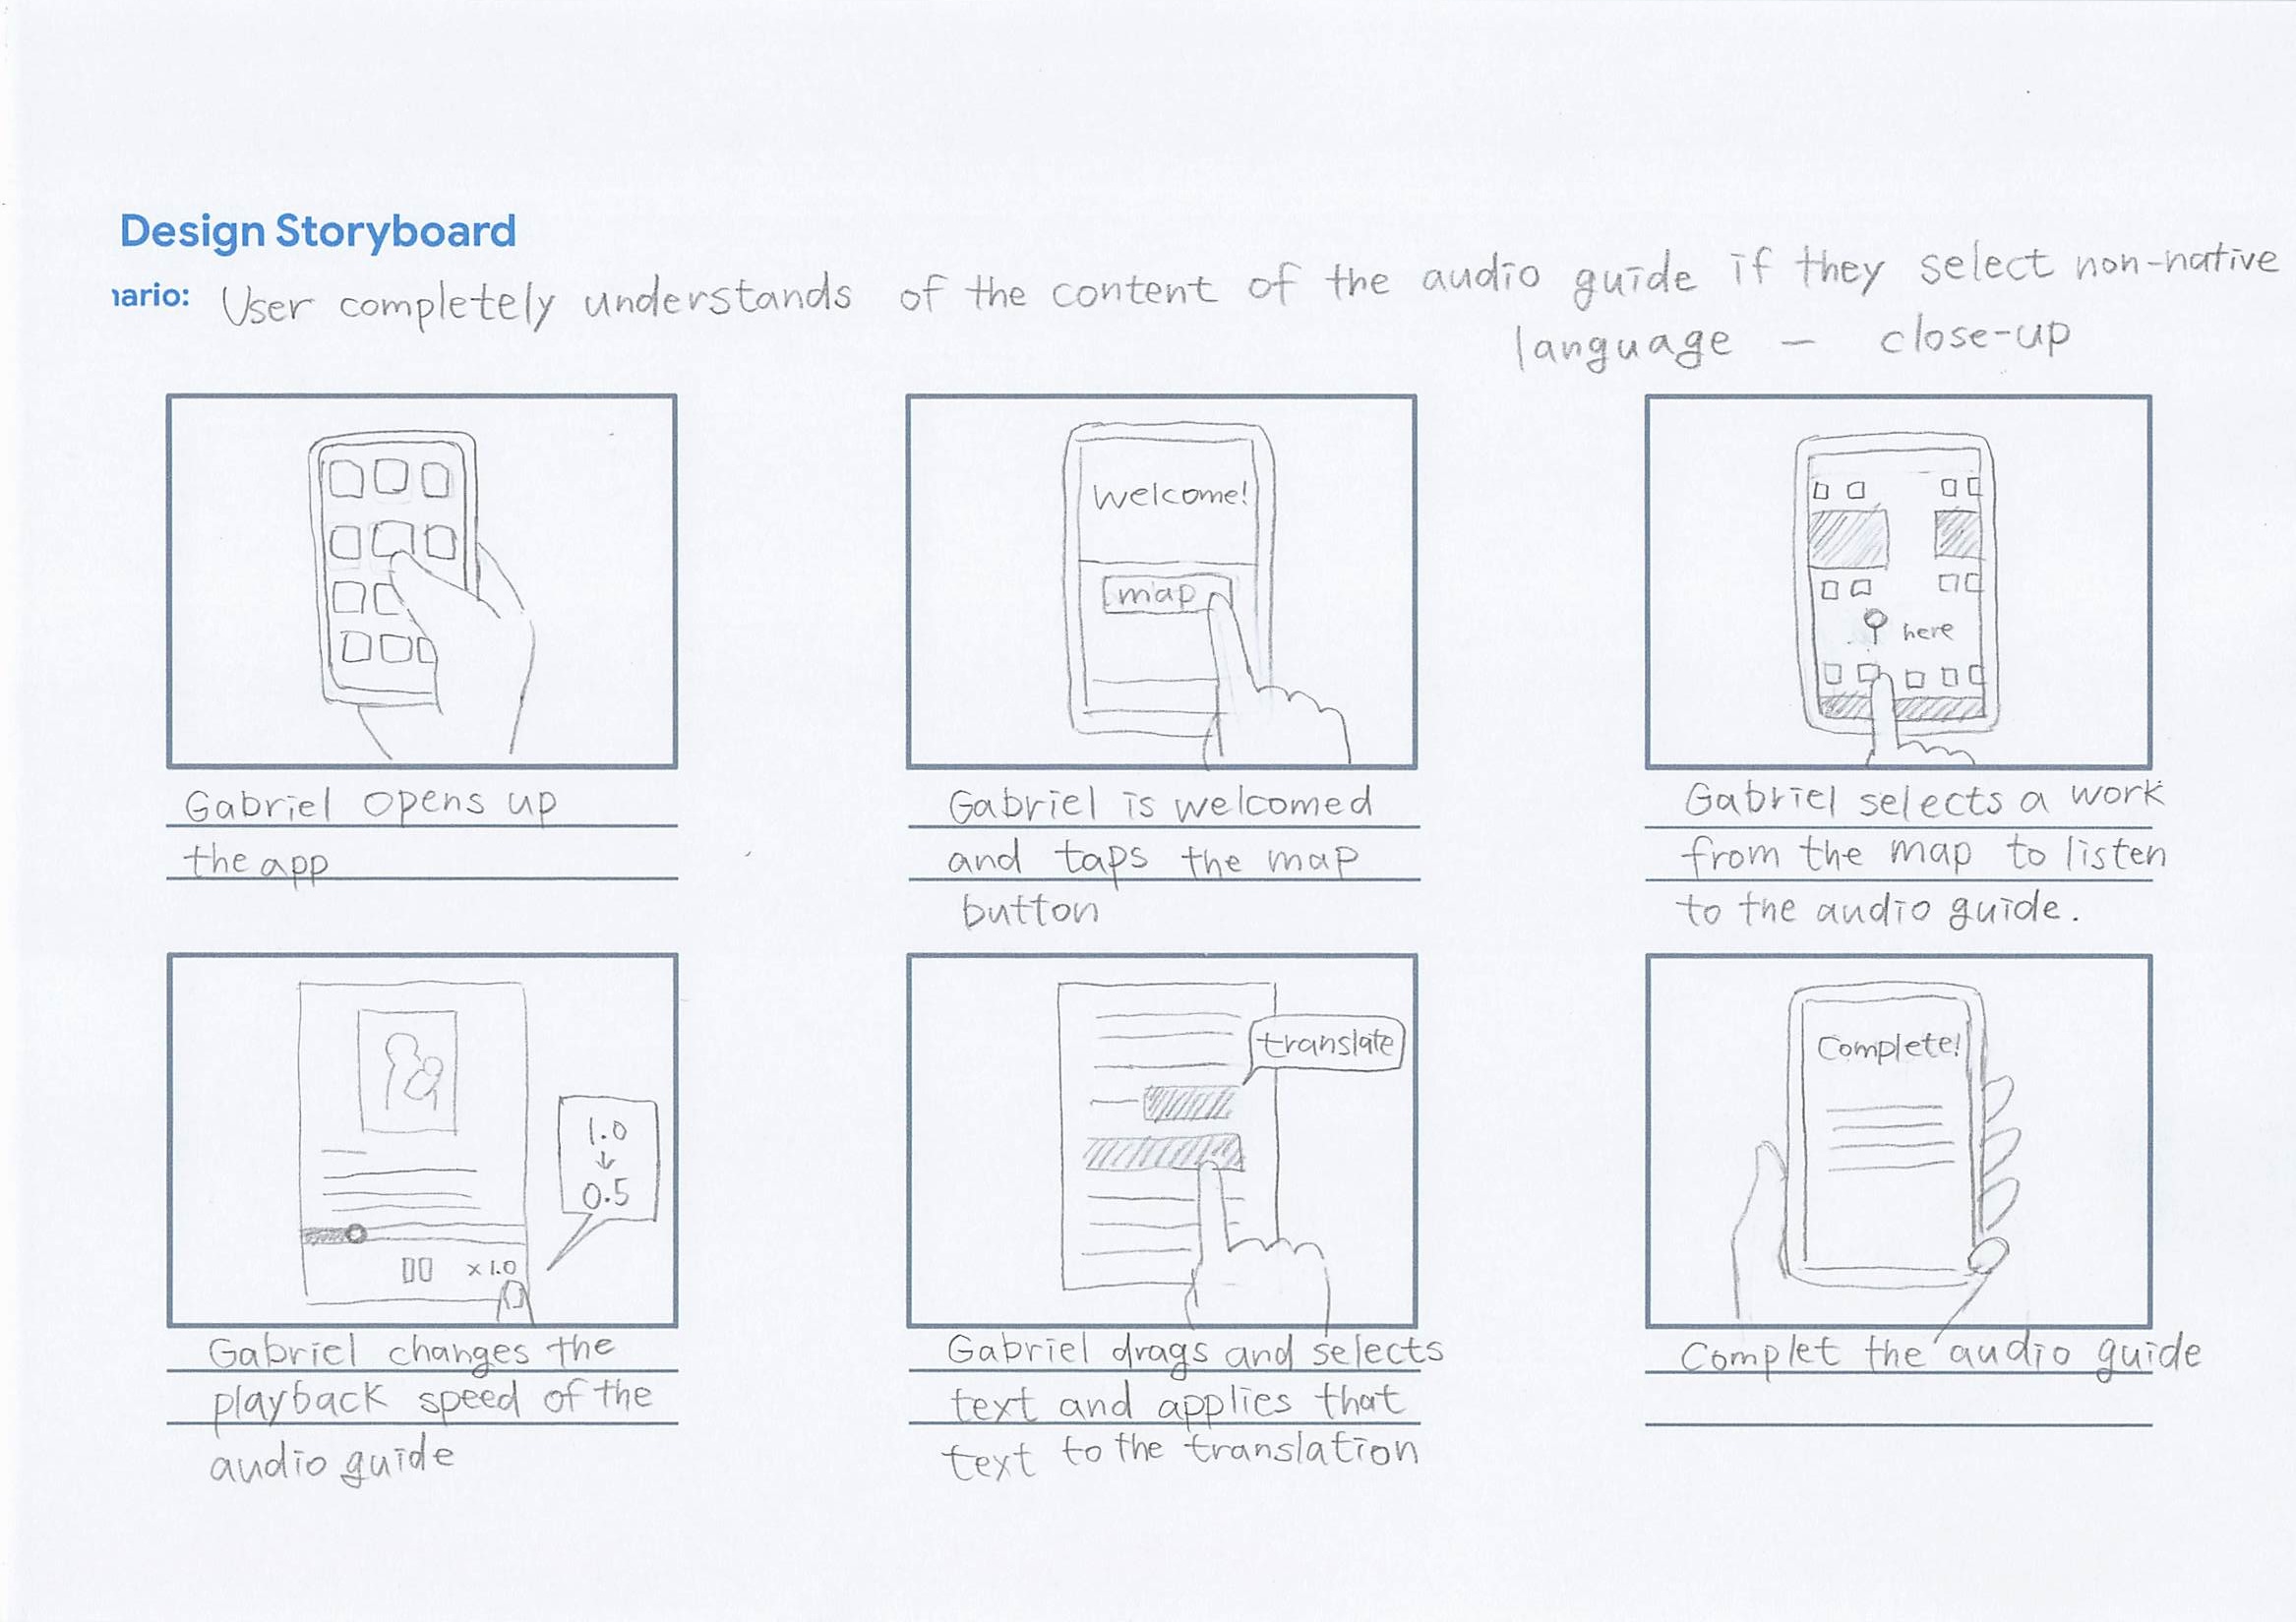 Design Storyboard
nario: User completely understands of the content of the audio guide if they select non-native
language — close-up
welcome!
map
here
Gabriel opens up
the app
Gabriel is welcomed
and taps the map
button
Gabriel selects a work
from the map to listen
to the audio guide.
1.0
↓
0.5
x 1.0
translate
Complete!
Gabriel changes the
playback speed of the
audio guide
Gabriel drags and selects
text and applies that
text to the translation
Complet the audio guide